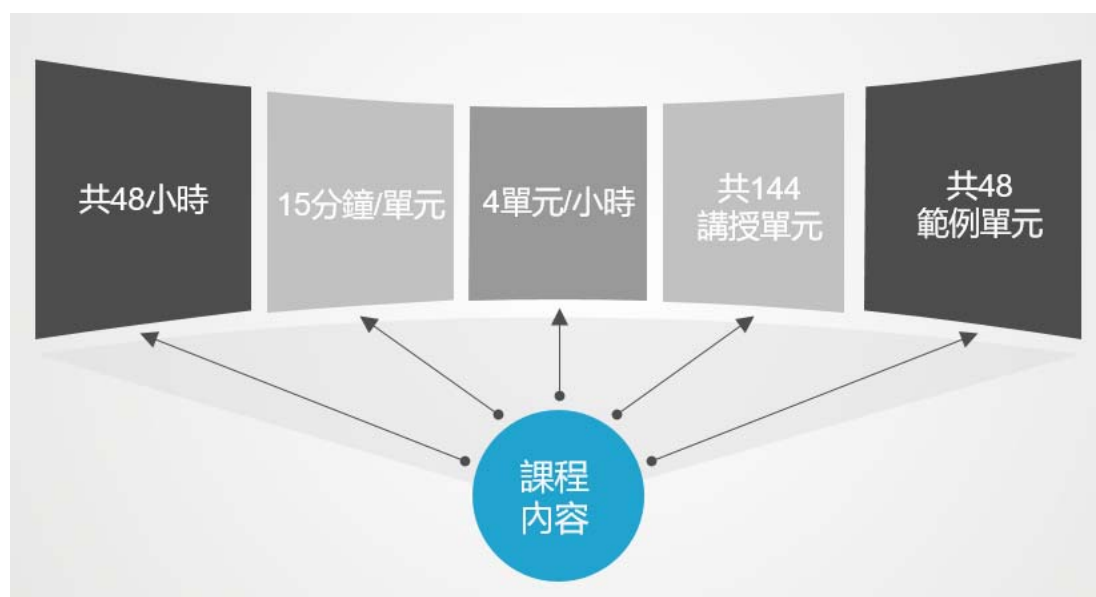 共48小時
15分鐘/單元
4單元/小時
共144
講授單元
共48
範例單元
課程
內容